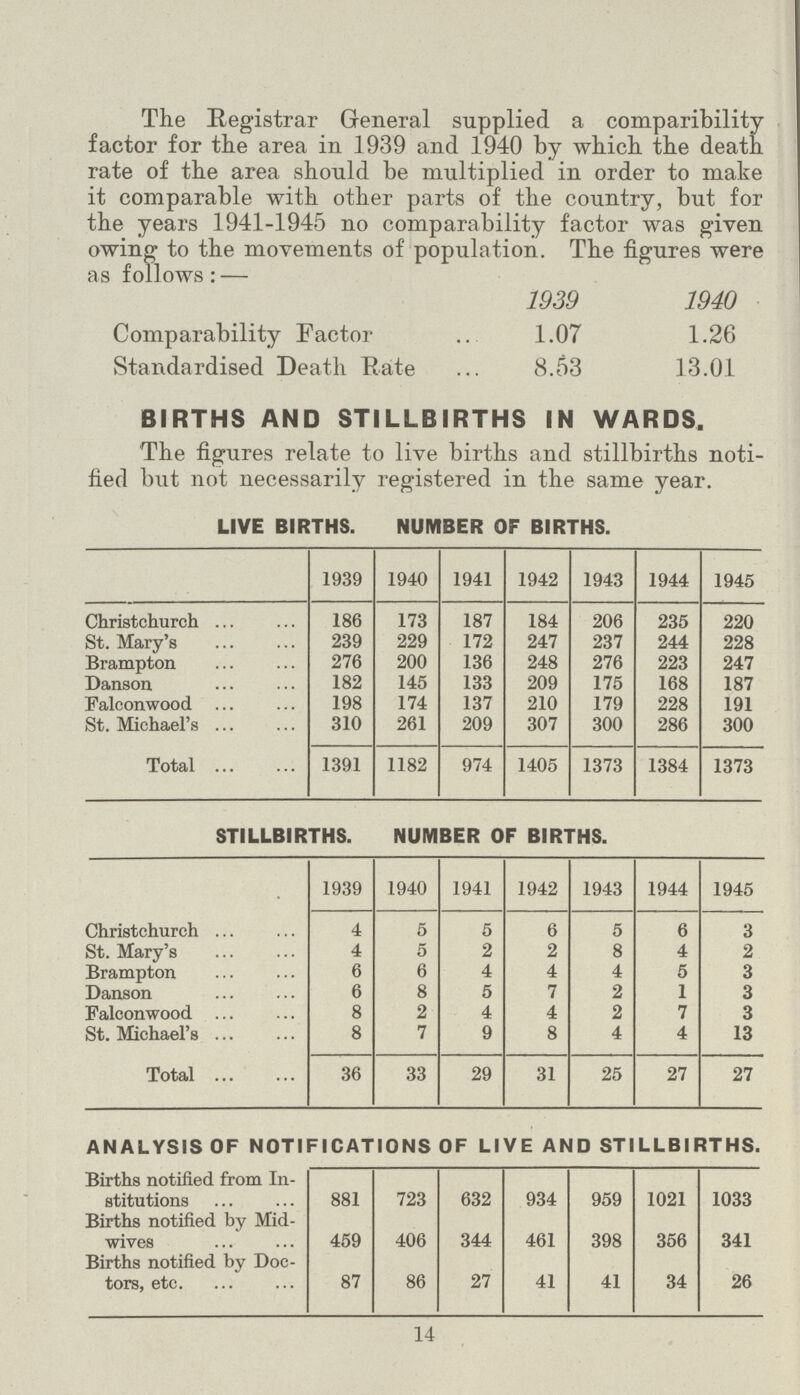 The Registrar General supplied a comparibility
factor for the area in 1939 and 1940 by which the death
rate of the area should be multiplied in order to make
it comparable with other parts of the country, but for
the years 1941-1945 no comparability factor was given
owing to the movements of population. The figures were
as follows:—
1939 1940
Comparability Factor ... 1.07 1.26
Standardised Death Rate ... 8.53 13.01
BIRTHS AND STILLBIRTHS IN WARDS.
The figures relate to live births and stillbirths noti-
fied but not necessarily registered in the same year.
LIVE BIRTHS. NUMBER OF BIRTHS.
1939 1940 1941 1942 1943 1944 1945
Christchurch ... ... 186 173 187 184 206 235 220
St. Mary's ... ... 239 229 172 247 237 244 228
Brampton ... ... 276 200 136 248 276 223 247
Danson ... ... 182 145 133 209 175 168 187
Falconwood ... ... 198 174 137 210 179 228 191
St. Michael's ... ... 310 261 209 307 300 286 300
Total ... ... 1391 1182 974 1405 1373 1384 1373
STILLBIRTHS. NUMBER OF BIRTHS.
1939 1940 1941 1942 1943 1944 1945
Christchurch ... ... 4 5 5 6 5 6 3
St. Mary's ... ... 4 5 2 2 8 4 2
Brampton ... ... 6 6 4 4 4 5 3
Danson ... ... 6 8 5 7 2 1 3
Falconwood ... ... 8 2 4 4 2 7 3
St. Michael's ... ... 8 7 9 8 4 4 13
Total ... ... 36 33 29 31 25 27 27
ANALYSIS OF NOTIFICATIONS OF LIVE AND STILLBIRTHS.
Births notified from In-
stitutions ... ... 881 723 632 934 959 1021 1033
Births notified by Mid-
wives ... ... 459 406 344 461 398 356 341
Births notified by Doc-
tors, etc. ... ... 87 86 27 41 41 34 26
14